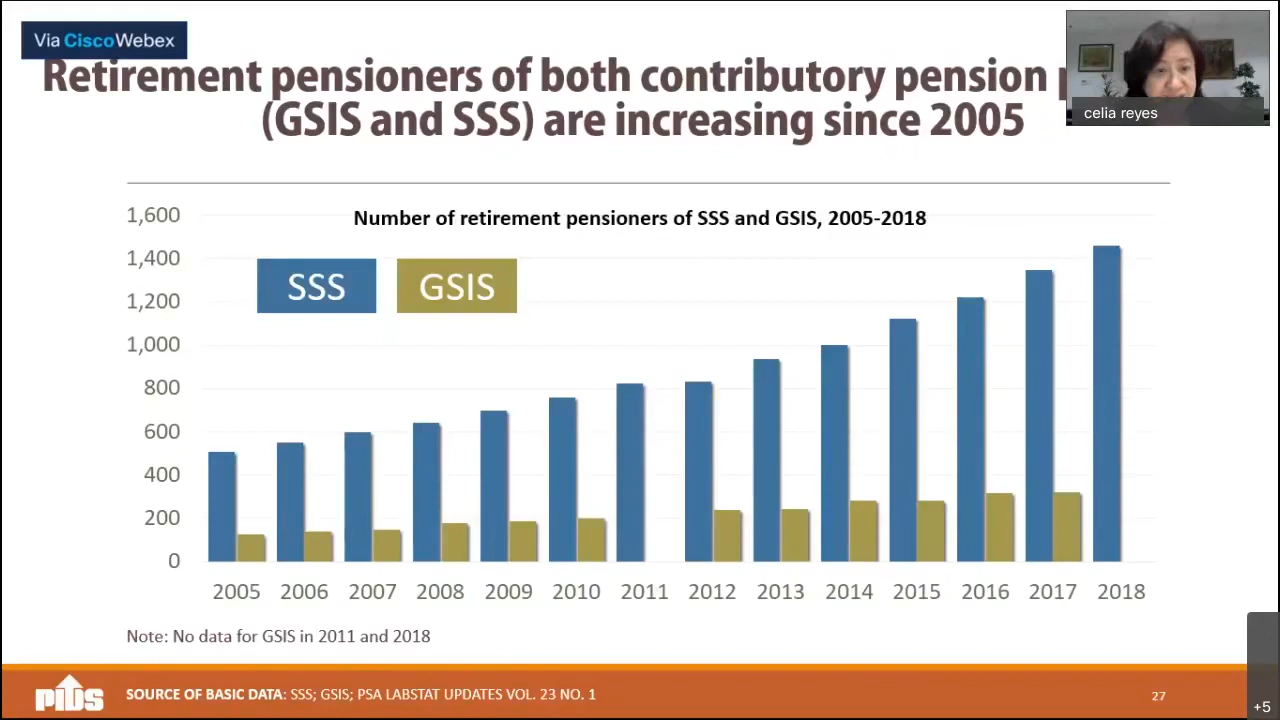 Via CiscoWebex
Retirement pensioners of both contributory pension
(GSIS and SSS) are increasing since 2005
celia reyes
Number of retirement pensioners of SSS and GSIS, 2005-2018
SSS GSIS
1,600
1,400
1,200
1,000
800
600
400
200
0
2005 2006 2007 2008 2009 2010 2011 2012 2013 2014 2015 2016 2017 2018
Note: No data for GSIS in 2011 and 2018
pids
SOURCE OF BASIC DATA: SSS; GSIS; PSA LABSTAT UPDATES VOL. 23 NO. 1
27
+5